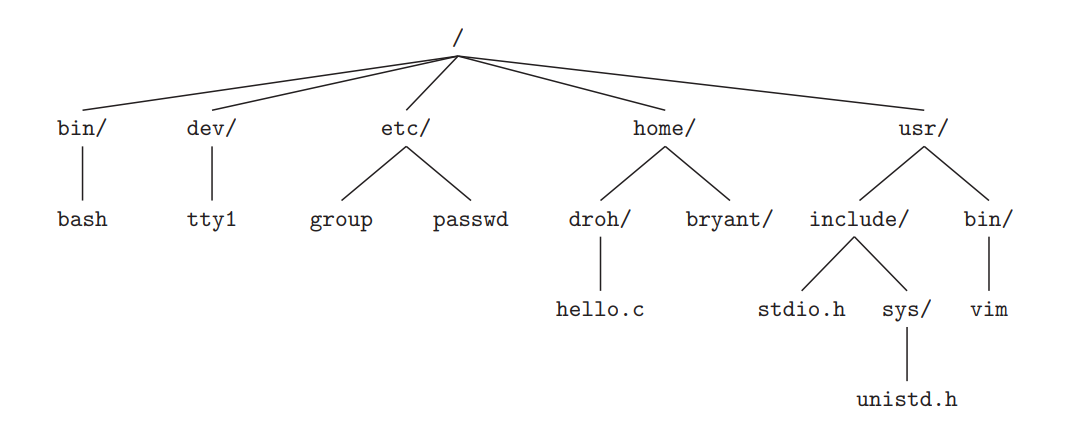 /
bin/ dev/ etc/ home/ usr/
bash tty1 group passwd droh/ bryant/ include/ bin/
hello.c stdio.h sys/ vim
unistd.h